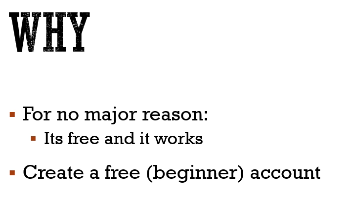 WHY
For no major reason:
Its free and it works
Create a free (beginner) account